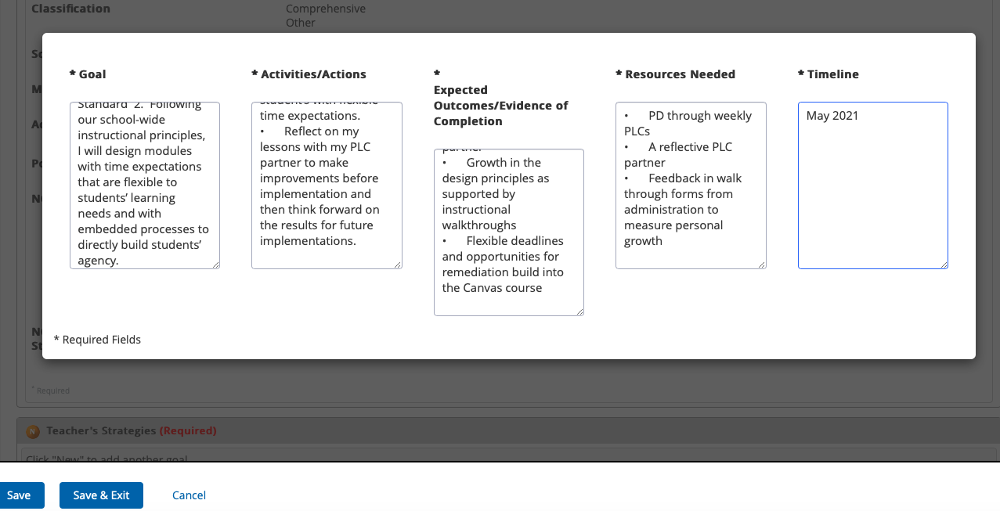 Classification
Comprehensive
Other
* Goal
* Activities/Actions
*
Expected
Outcomes/Evidence of
Completion
* Resources Needed
* Timeline
Standard 2. Following
our school-wide
instructional principles,
I will design modules
with time expectations
that are flexible to
students’ learning
needs and with
embedded processes to
directly build students’
agency.
students with flexible
time expectations.
• Reflect on my
lessons with my PLC
partner to make
improvements before
implementation and
then think forward on
the results for future
implementations.
partner
• Growth in the
design principles as
supported by
instructional
walkthroughs
• Flexible deadlines
and opportunities for
remediation build into
the Canvas course
• PD through weekly
PLCs
• A reflective PLC
partner
• Feedback in walk
through forms from
administration to
measure personal
growth
May 2021
* Required Fields
* Required
N
Teacher's Strategies (Required)
Click "New" to add another goal
Save
Save & Exit
Cancel